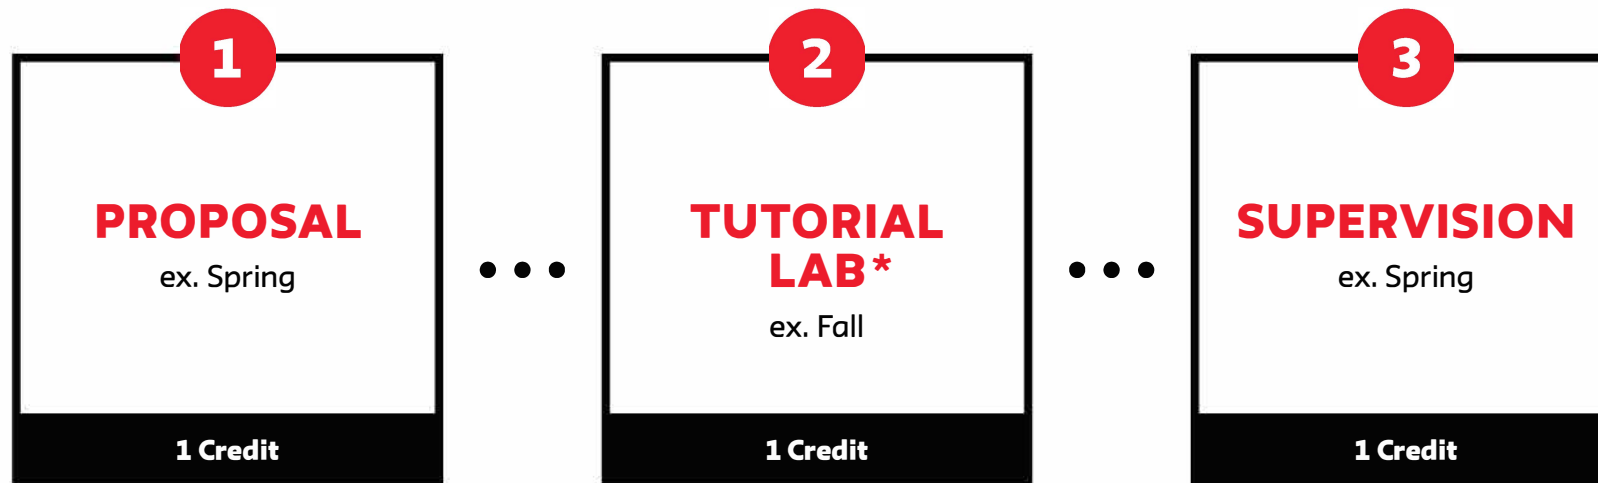 1
PROPOSAL
ex. Spring
1 Credit
2
TUTORIAL
LAB*
ex. Fall
1 Credit
3
SUPERVISION
ex. Spring
1 Credit